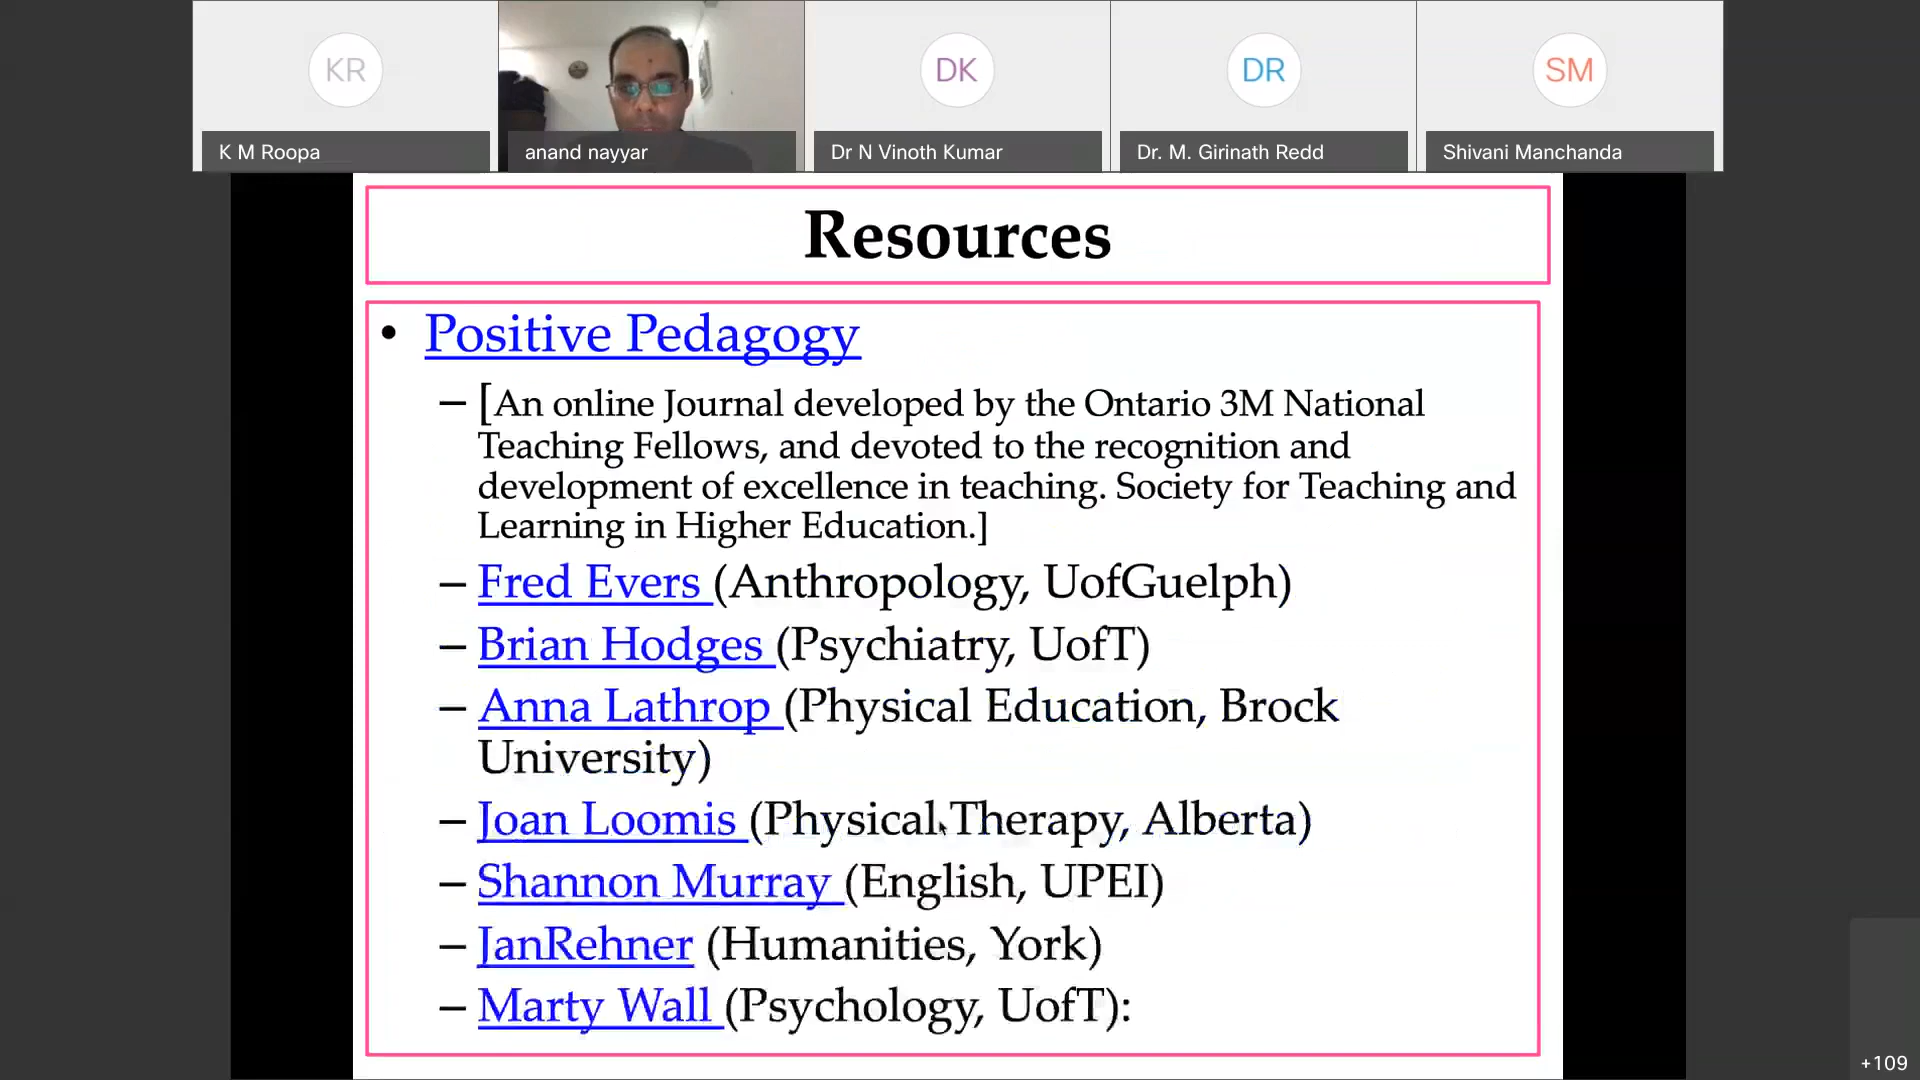 KR
DK
DR
SM
K M Roopa
anand nayyar
Dr N Vinoth Kumar
Dr. M. Girinath Redd
Shivani Manchanda
Resources
• Positive Pedagogy
– [An online Journal developed by the Ontario 3M National
Teaching Fellows, and devoted to the recognition and
development of excellence in teaching. Society for Teaching and
Learning in Higher Education.]
– Fred Evers (Anthropology, UofGuelph)
– Brian Hodges (Psychiatry, UofT)
– Anna Lathrop (Physical Education, Brock
University)
– Joan Loomis (Physical Therapy, Alberta)
– Shannon Murray (English, UPEI)
– JanRehner (Humanities, York)
– Marty Wall (Psychology, UofT):
+109